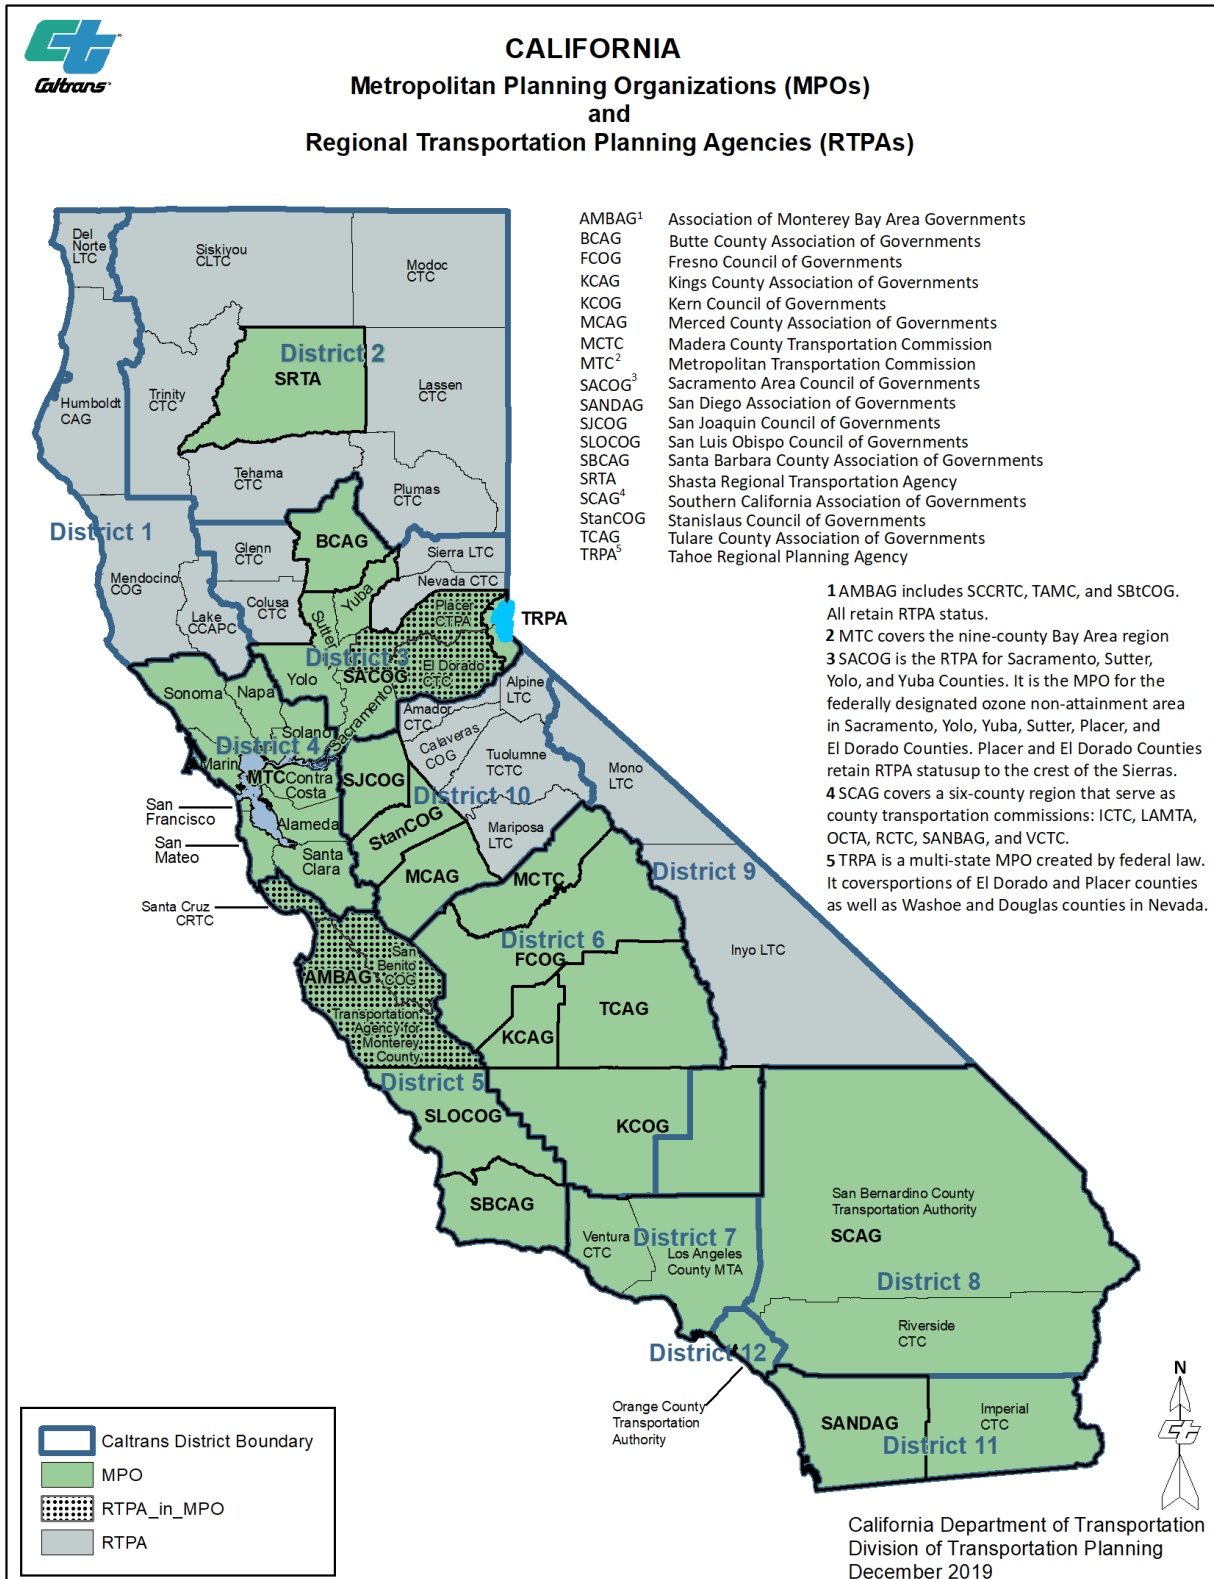 Caltrans
CALIFORNIA
Metropolitan Planning Organizations (MPOs)
and
Regional Transportation Planning Agencies (RTPAs)
AMBAG1 Association of Monterey Bay Area Governments
BCAG Butte County Association of Governments
FCOG Fresno Council of Governments
KCAG Kings County Association of Governments
KCOG Kern Council of Governments
MCAG Merced County Association of Governments
MCTC Madera County Transportation Commission
MTC2 Metropolitan Transportation Commission
SACOG3 Sacramento Area Council of Governments
SANDAG San Diego Association of Governments
SJCOG San Joaquin Council of Governments
SLOCOG San Luis Obispo Council of Governments
SBCAG Santa Barbara County Association of Governments
SRTA Shasta Regional Transportation Agency
SCAG4 Southern California Association of Governments
StanCOG Stanislaus Council of Governments
TCAG Tulare County Association of Governments
TRPA5 Tahoe Regional Planning Agency
1 AMBAG includes SCCRTC, TAMC, and SBtCOG.
All retain RTPA status.
2 MTC covers the nine-county Bay Area region
3 SACOG is the RTPA for Sacramento, Sutter,
Yolo, and Yuba Counties. It is the MPO for the
federally designated ozone non-attainment area
in Sacramento, Yolo, Yuba, Sutter, Placer, and
El Dorado Counties. Placer and El Dorado Counties
retain RTPA statusup to the crest of the Sierras.
4 SCAG covers a six-county region that serve as
county transportation commissions: ICTC, LAMTA,
OCTA, RCTC, SANBAG, and VCTC.
5 TRPA is a multi-state MPO created by federal law.
It coversportions of El Dorado and Placer counties
as well as Washoe and Douglas counties in Nevada.
Del
Norte
LTC
Siskiyou
CLTC
Modoc
CTC
District 2
SRTA
Trinity
CTC
Lassen
CTC
Humboldt
CAG
Tehama
CTC
Plumas
CTC
District 1
BCAG
Glenn
CTC
Sierra LTC
Mendocino
COG
Nevada CTC
Colusa
CTC
Yuba
Lake
CCAPC
Sutter
Placer
CTPA
TRPA
District 3
El Dorado
CTC
SACOG
Yolo
Sonoma
Napa
Alpine
LTC
Sacramento
Amador
CTC
Solano
District 4
Calaveras
COG
Tuolumne
TCTC
Marin
MTC
Contra
Costa
SJCOG
Mono
LTC
District 10
San
Francisco
Alameda
StanCOG
Mariposa
LTC
San
Mateo
Santa
Clara
MCAG
MCTC
District 9
Santa Cruz
CRTC
District 6
FCOG
San
Benito
COG
AMBAG
Inyo LTC
TCAG
Transportation
Agency for
Monterey
County
KCAG
District 5
SLOCOG
KCOG
SBCAG
San Bernardino County
Transportation Authority
SCAG
Ventura
CTC
District 7
Los Angeles
County MTA
District 8
Riverside
CTC
District 12
Orange County
Transportation
Authority
SANDAG
Imperial
CTC
District 11
N
Caltrans District Boundary
MPO
RTPA_in_MPO
RTPA
California Department of Transportation
Division of Transportation Planning
December 2019